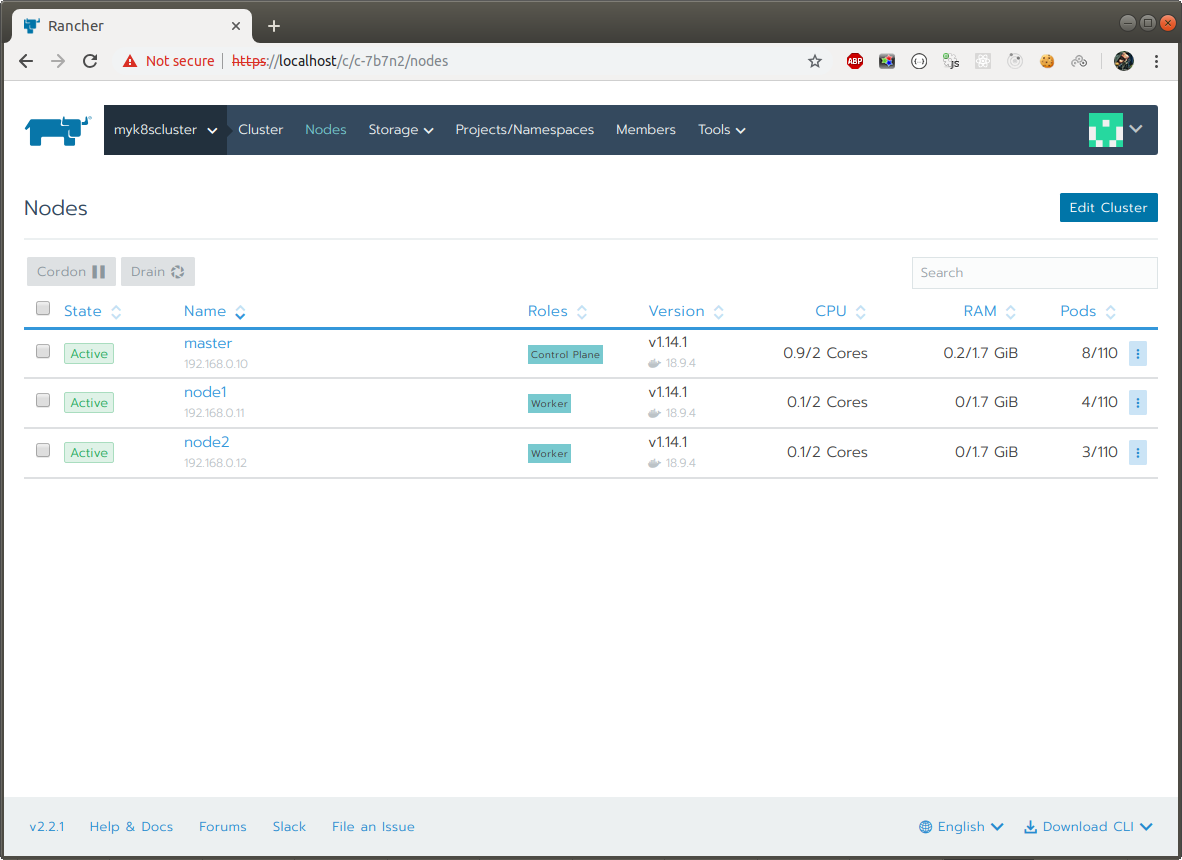 Rancher
Not secure https://localhost/c/c-7b7n2/nodes
ABP
js
myk8scluster Cluster Nodes Storage Projects/Namespaces Members Tools
Nodes Edit Cluster
Cordon Drain Search
State Name Roles Version CPU RAM Pods
Active master Control Plane v1.14.1 0.9/2 Cores 0.2/1.7 GiB 8/110
192.168.0.10 18.9.4
Active node1 Worker v1.14.1 0.1/2 Cores 0/1.7 GiB 4/110
192.168.0.11 18.9.4
Active node2 Worker v1.14.1 0.1/2 Cores 0/1.7 GiB 3/110
192.168.0.12 18.9.4
v2.2.1 Help & Docs Forums Slack File an Issue English Download CLI